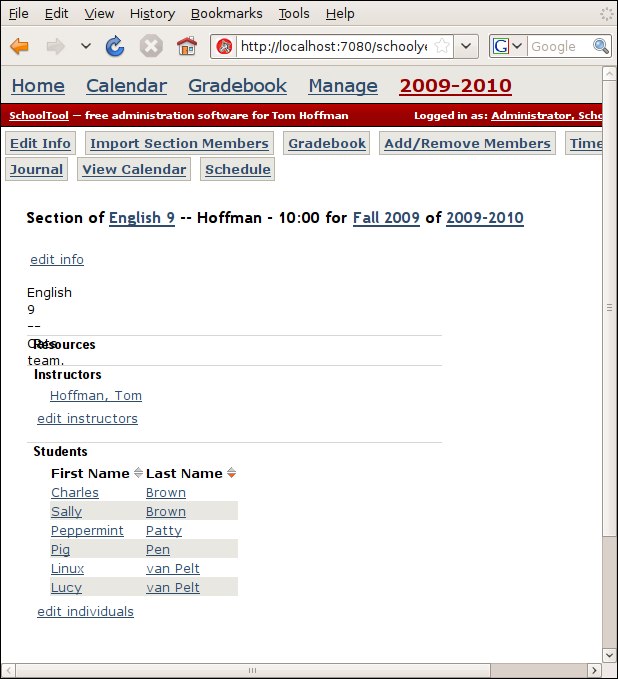 File Edit View History Bookmarks Tools Help
http://localhost:7080/schoolye
Google
Home Calendar Gradebook Manage 2009-2010
SchoolTool — free administration software for Tom Hoffman Logged in as: Administrator, Scho
Edit Info Import Section Members Gradebook Add/Remove Members Time
Journal View Calendar Schedule
Section of English 9 -- Hoffman - 10:00 for Fall 2009 of 2009-2010
edit info
English
9
--
Resources
team.
Instructors
Hoffman, Tom
edit instructors
Students
First Name Last Name
Charles Brown
Sally Brown
Peppermint Patty
Pig Pen
Linux van Pelt
Lucy van Pelt
edit individuals